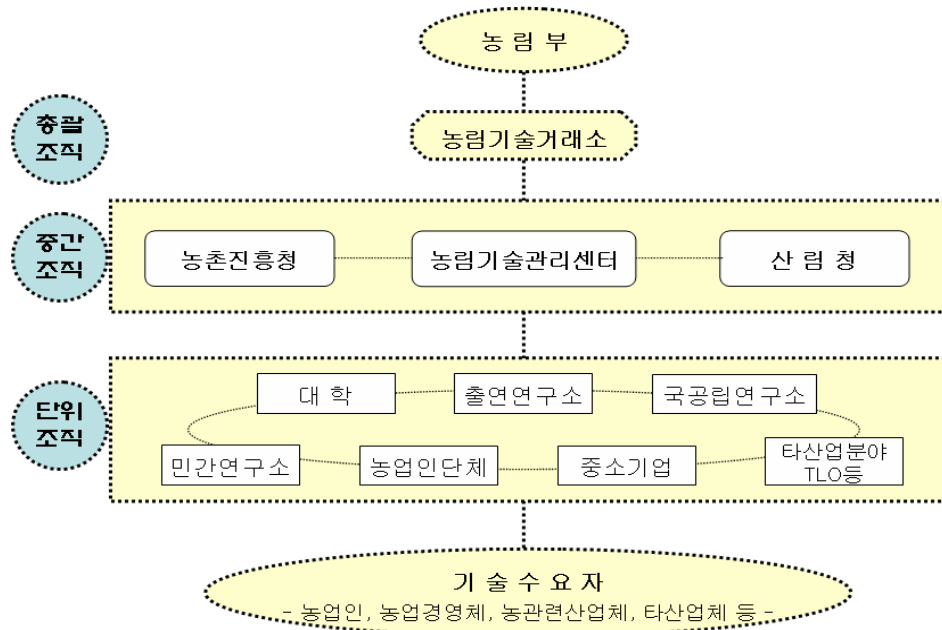 농 림 부
총괄
조직
농림기술거래소
중간
조직
농촌진흥청
농림기술관리센터
산 림 청
단위
조직
대 학
출연연구소
국공립연구소
민간연구소
농업인단체
중소기업
타산업분야
TLO등
기 술 수 요 자
- 농업인, 농업경영체, 농관련산업체, 타산업체 등 -